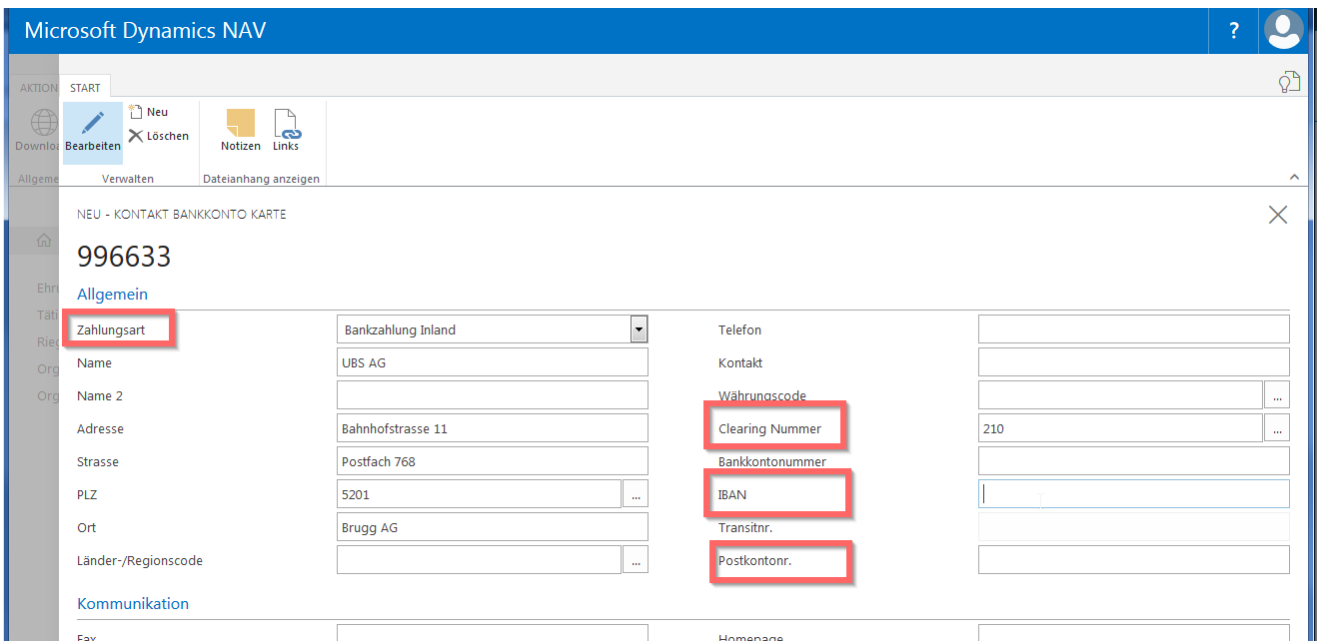 Microsoft Dynamics NAV ?
AKTION START
Neu
Löschen
Bearbeiten Notizen Links
Verwalten Dateianhang anzeigen
NEU - KONTAKT BANKKONTO KARTE
996633
Allgemein
Zahlungsart Bankzahlung Inland Telefon
Name UBS AG Kontakt
Name 2 Währungscode ...
Adresse Bahnhofstrasse 11 Clearing Nummer 210 ...
Strasse Postfach 768 Bankkontonummer
PLZ 5201 ... IBAN
Ort Brugg AG Transitnr.
Länder-/Regionscode ... Postkontonr.
Kommunikation
Fax Homepage